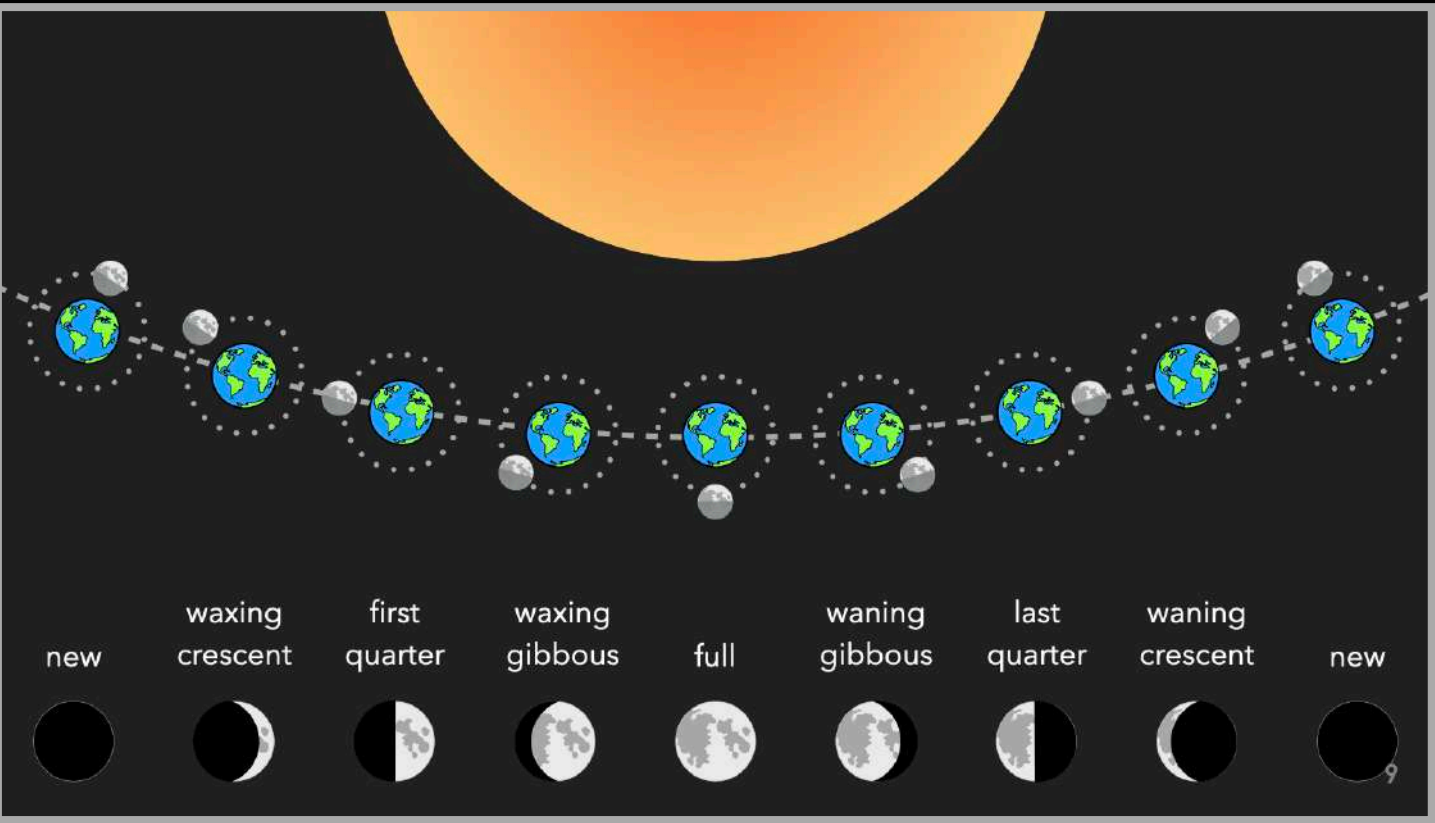 new
waxing
crescent
first
quarter
waxing
gibbous
full
waning
gibbous
last
quarter
waning
crescent
new
9